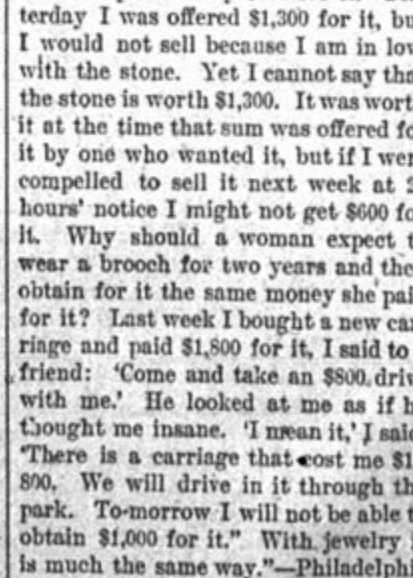 terday I was offered $1,300 for it, bu
I would not sell because I am in lov
with the stone. Yet I cannot say tha
the stone is worth $1,300. It was wort
it at the time that sum was offered fo
it by one who wanted it, but if I wer
compelled to sell it next week at 3
hours' notice I might not get $600 fo
it. Why should a woman expect t
wear a brooch for two years and the
obtain for it the same money she pai
for it? Last week I bought a new car
riage and paid $1,800 for it, I said to
friend: 'Come and take an $800 driv
with me.' He looked at me as if h
thought me insane. 'I mean it,' I said
'There is a carriage that cost me $1
800. We will drive in it through th
park. To-morrow I will not be able t
obtain $1,000 for it." With jewelry i
is much the same way."—Philadelphi